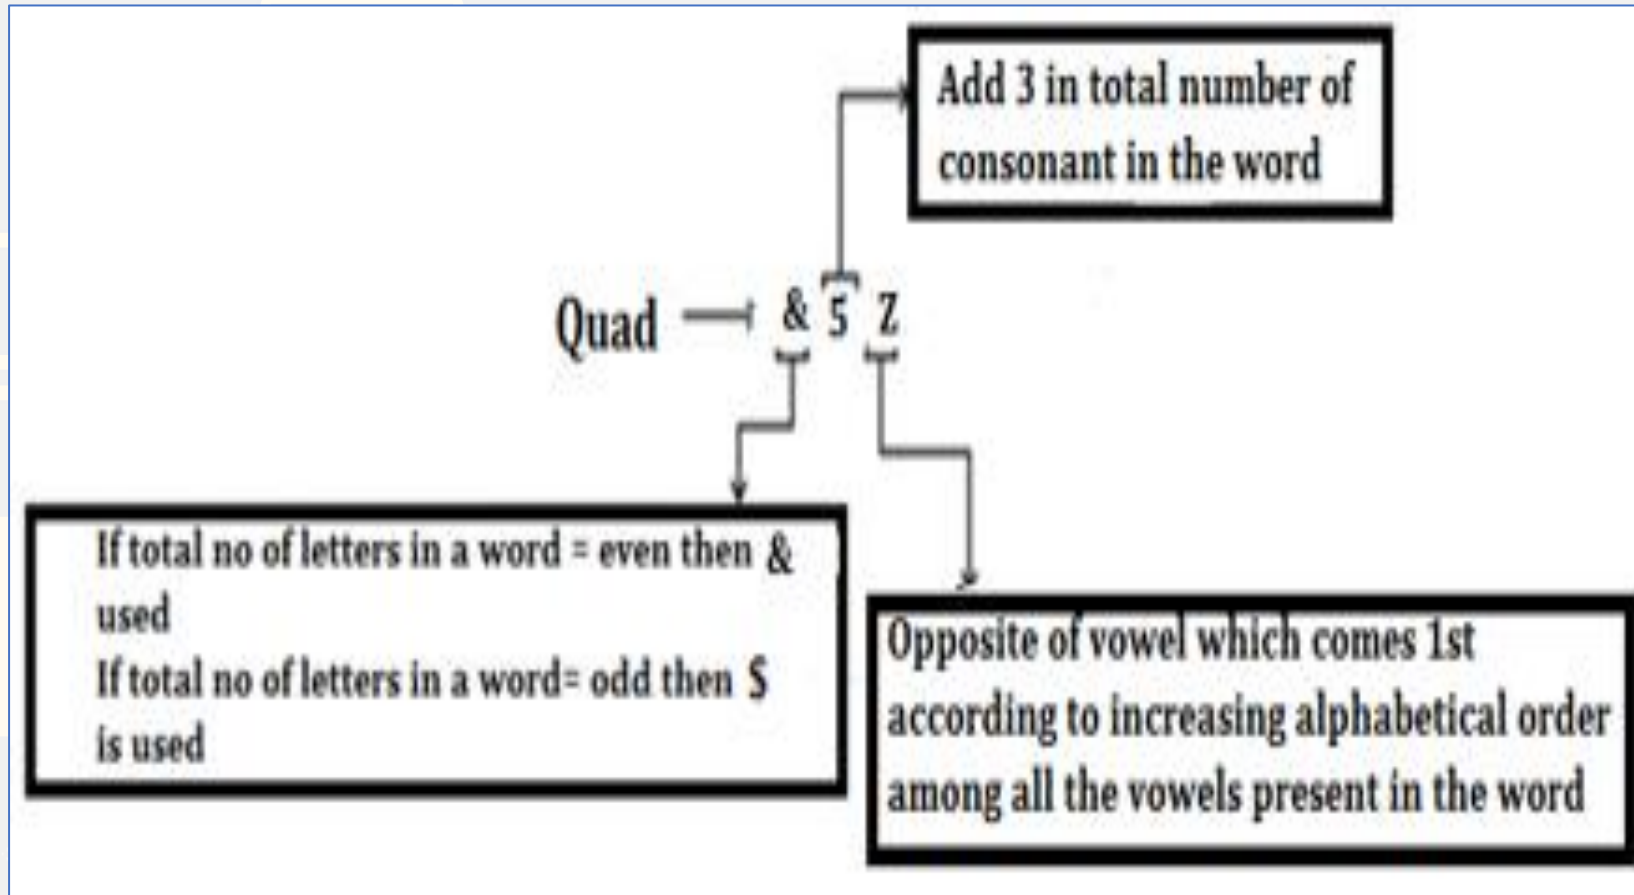 Add 3 in total number of
consonant in the word
Quad & 5 Z
If total no of letters in a word = even then &
used
If total no of letters in a word= odd then $
is used
Opposite of vowel which comes 1st
according to increasing alphabetical order
among all the vowels present in the word